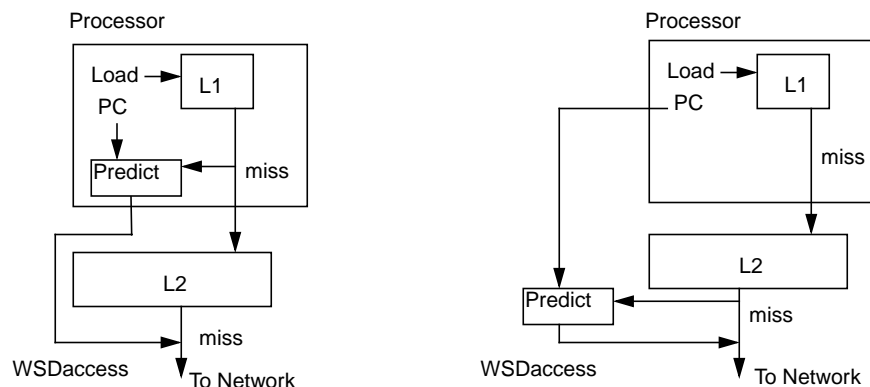 Processor
Load
L1
PC
Predict
miss
L2
miss
WSDaccess
To Network
Processor
Load
L1
PC
miss
L2
Predict
miss
WSDaccess
To Network